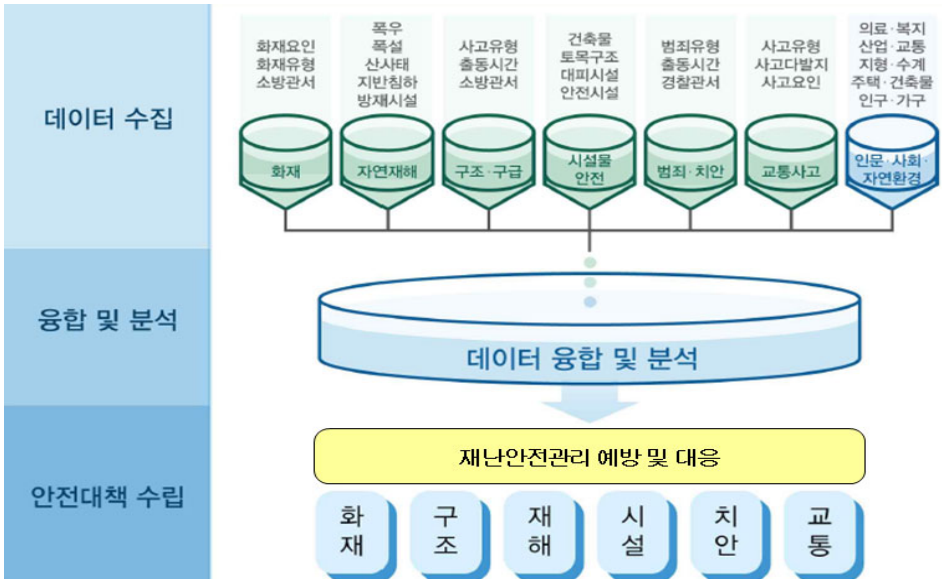 데이터 수집
화재요인
화재유형
소방관서
화재
폭우
폭설
산사태
지반침하
방재시설
자연재해
사고유형
출동시간
소방관서
구조·구급
건축물
토목구조
대피시설
안전시설
시설물
안전
범죄유형
출동시간
경찰관서
범죄·치안
사고유형
사고다발지
사고요인
교통사고
의료·복지
산업·교통
지형·수계
주택·건축물
인구·가구
인문·사회·
자연환경
융합 및 분석
데이터 융합 및 분석
안전대책 수립
재난안전관리 예방 및 대응
화재
구조
재해
시설
치안
교통